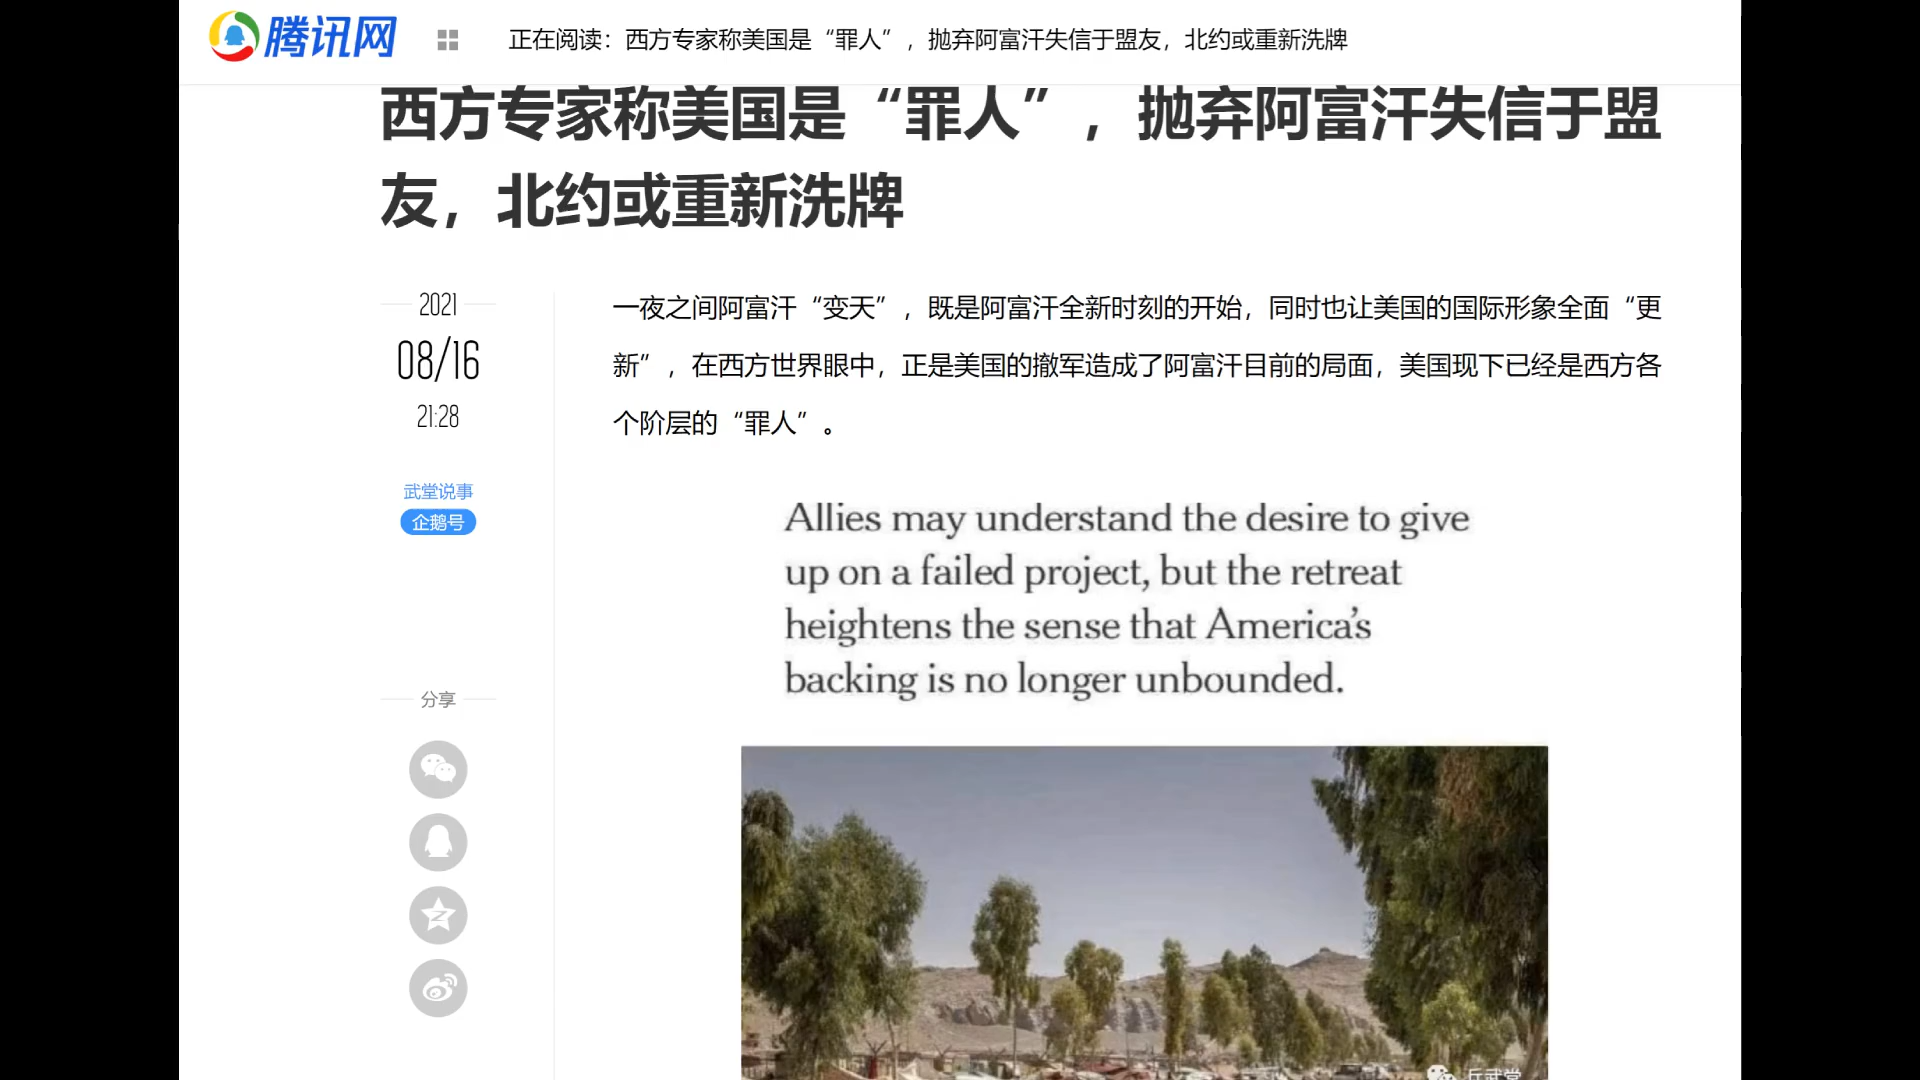 腾讯网
正在阅读：西方专家称美国是“罪人”，抛弃阿富汗失信于盟友，北约或重新洗牌
西方专家称美国是“罪人”，抛弃阿富汗失信于盟
友，北约或重新洗牌
2021
08/16
21:28
武堂说事
企鹅号
分享
一夜之间阿富汗“变天”，既是阿富汗全新时刻的开始，同时也让美国的国际形象全面“更
新”，在西方世界眼中，正是美国的撤军造成了阿富汗目前的局面，美国现下已经是西方各
个阶层的“罪人”。
Allies may understand the desire to give
up on a failed project, but the retreat
heightens the sense that America’s
backing is no longer unbounded.
兵武堂